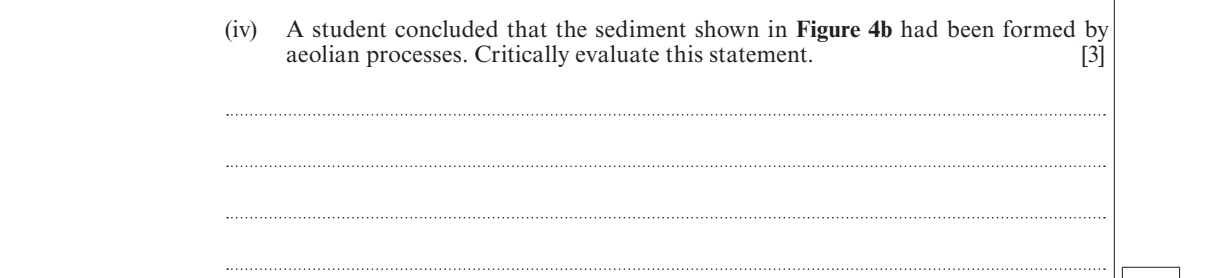 (iv) A student concluded that the sediment shown in Figure 4b had been formed by
aeolian processes. Critically evaluate this statement. [3]